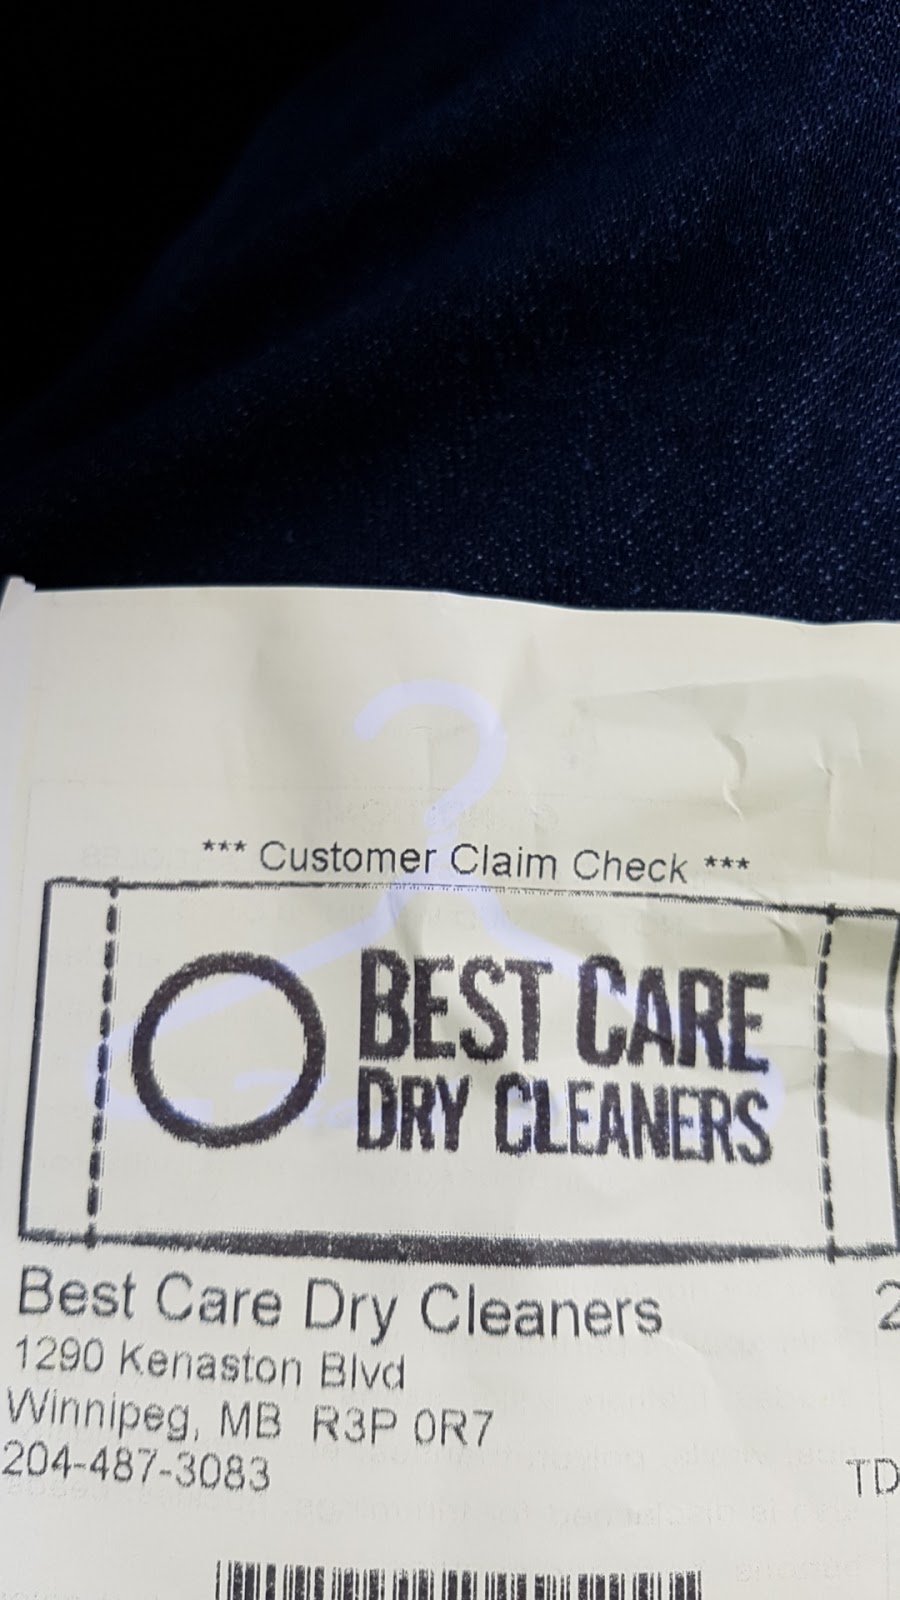 *** Customer Claim Check ***
BEST CARE
DRY CLEANERS
Best Care Dry Cleaners
1290 Kenaston Blvd
Winnipeg, MB R3P 0R7
204-487-3083
TD